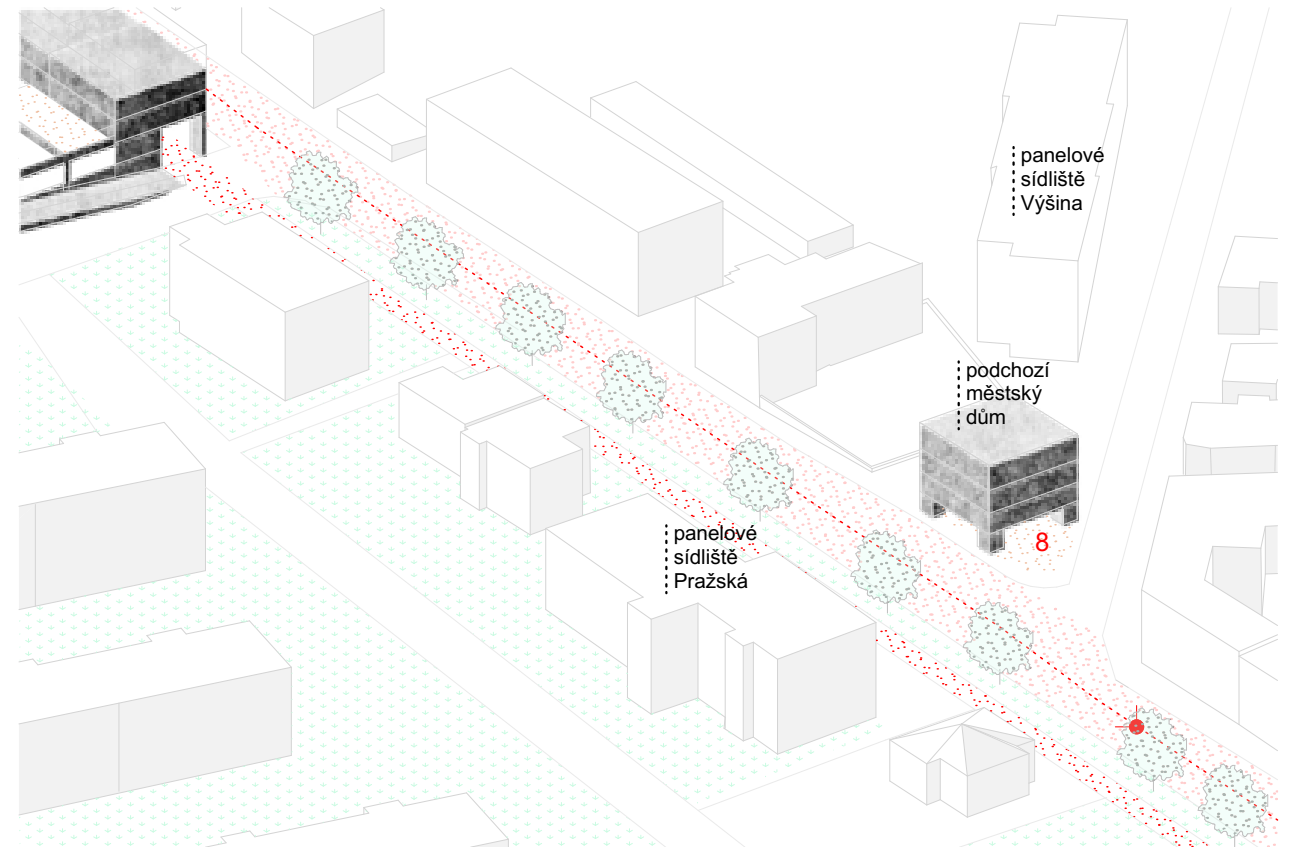 panelové
sídliště
Výšina
podchozí
městský
dům
8
panelové
sídliště
Pražská